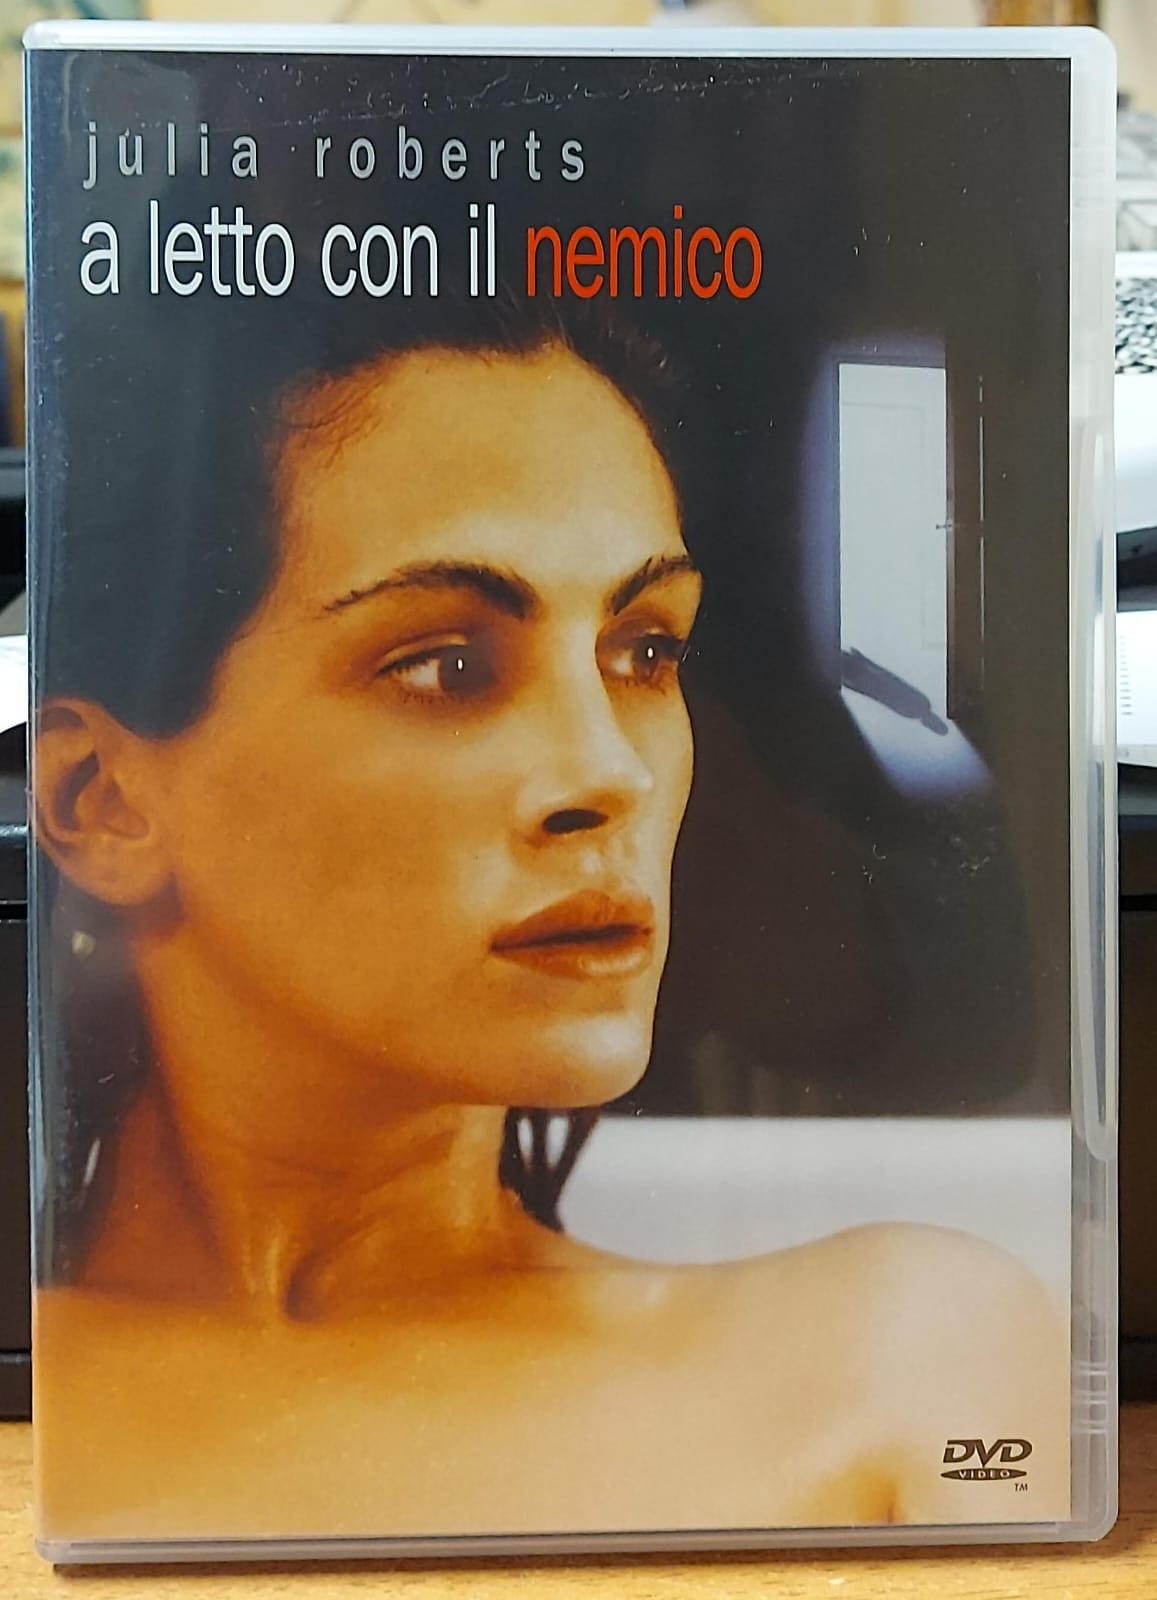 julia roberts
a letto con il nemico
DVD
VIDEO
TM